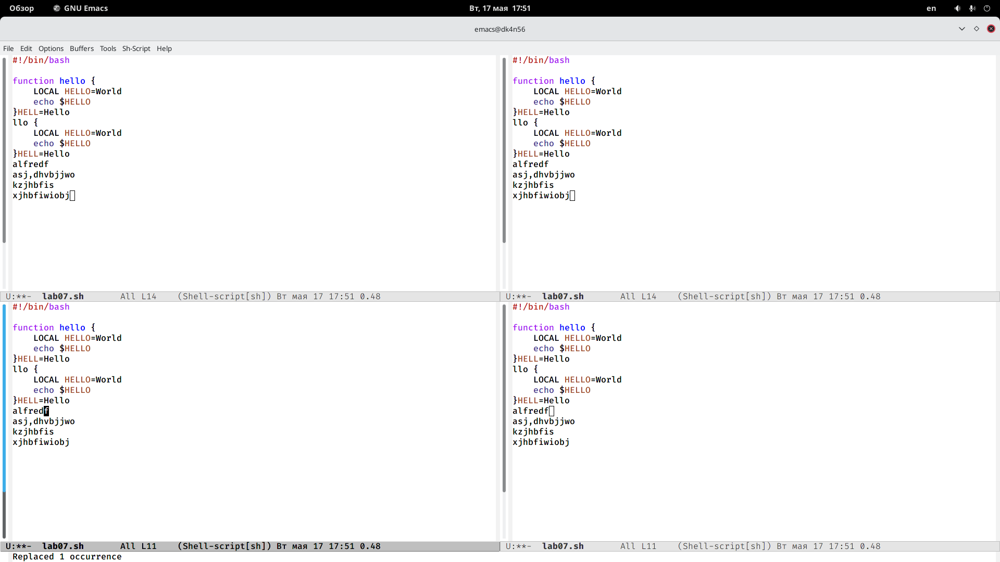 Обзор GNU Emacs Вт, 17 мая 17:51 en
emacs@dk4n56
File Edit Options Buffers Tools Sh-Script Help
#!/bin/bash
function hello {
    LOCAL HELLO=World
    echo $HELLO
}HELL=Hello
llo {
    LOCAL HELLO=World
    echo $HELLO
}HELL=Hello
alfredf
asj,dhvbjjwo
kzjhbfis
xjhbfiwiobj
U:**-  lab07.sh       All L14    (Shell-script[sh]) Вт мая 17 17:51 0.48
#!/bin/bash
function hello {
    LOCAL HELLO=World
    echo $HELLO
}HELL=Hello
llo {
    LOCAL HELLO=World
    echo $HELLO
}HELL=Hello
alfredf
asj,dhvbjjwo
kzjhbfis
xjhbfiwiobj
U:**-  lab07.sh       All L14    (Shell-script[sh]) Вт мая 17 17:51 0.48
#!/bin/bash
function hello {
    LOCAL HELLO=World
    echo $HELLO
}HELL=Hello
llo {
    LOCAL HELLO=World
    echo $HELLO
}HELL=Hello
alfredf
asj,dhvbjjwo
kzjhbfis
xjhbfiwiobj
U:**-  lab07.sh       All L11    (Shell-script[sh]) Вт мая 17 17:51 0.48
#!/bin/bash
function hello {
    LOCAL HELLO=World
    echo $HELLO
}HELL=Hello
llo {
    LOCAL HELLO=World
    echo $HELLO
}HELL=Hello
alfredf
asj,dhvbjjwo
kzjhbfis
xjhbfiwiobj
U:**-  lab07.sh       All L11    (Shell-script[sh]) Вт мая 17 17:51 0.48
Replaced 1 occurrence